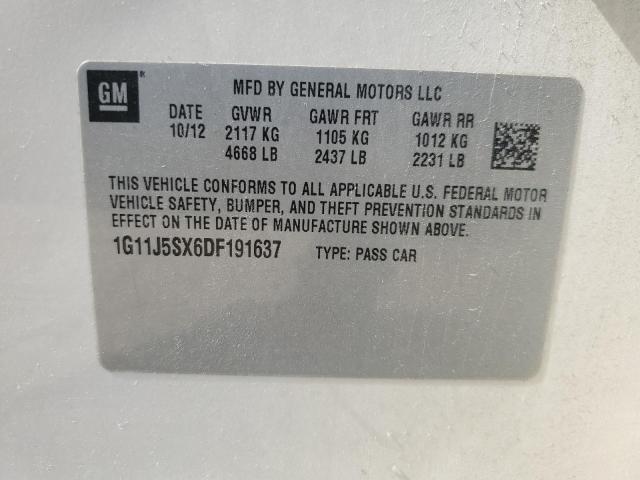 GM
MFD BY GENERAL MOTORS LLC
DATE GVWR GAWR FRT GAWR RR
10/12 2117 KG 1105 KG 1012 KG
4668 LB 2437 LB 2231 LB
THIS VEHICLE CONFORMS TO ALL APPLICABLE U.S. FEDERAL MOTOR
VEHICLE SAFETY, BUMPER, AND THEFT PREVENTION STANDARDS IN
EFFECT ON THE DATE OF MANUFACTURE SHOWN ABOVE.
1G11J5SX6DF191637 TYPE: PASS CAR